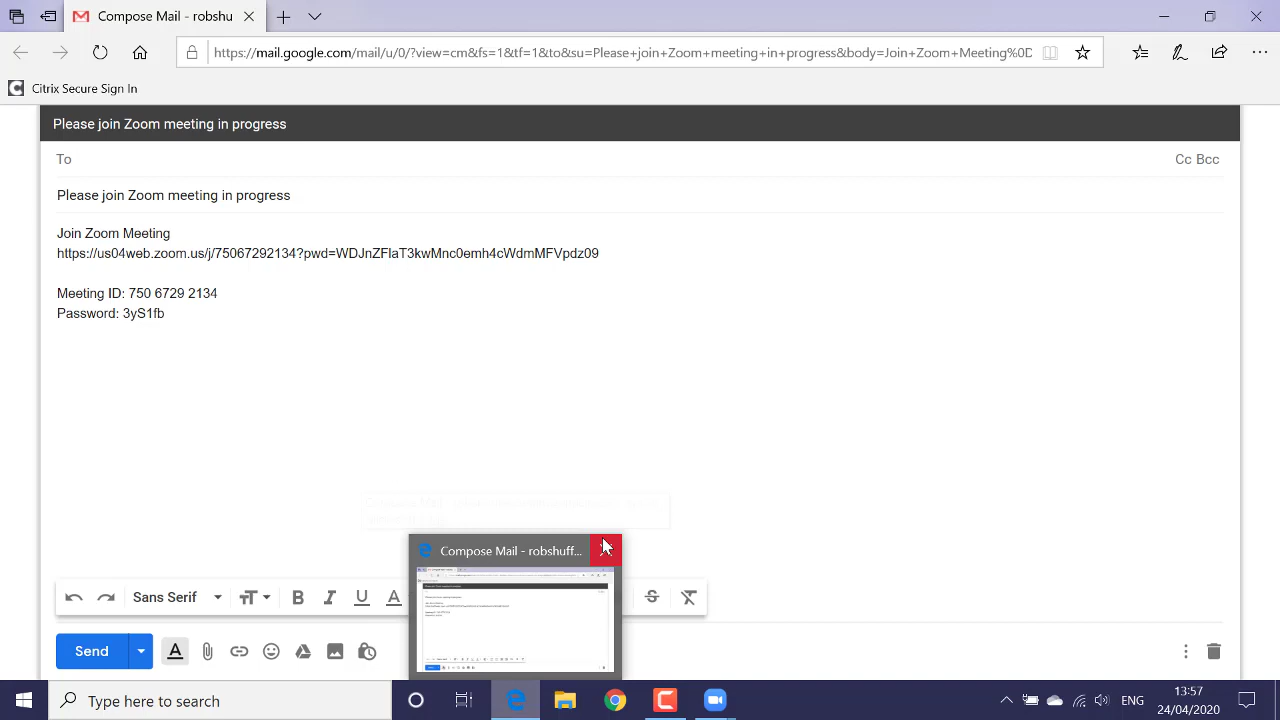 Compose Mail - robshu
https://mail.google.com/mail/u/0/?view=cm&fs=1&tf=1&to&su=Please+join+Zoom+meeting+in+progress&body=Join+Zoom+Meeting%0D
Citrix Secure Sign In
Please join Zoom meeting in progress
To
Cc Bcc
Please join Zoom meeting in progress
Join Zoom Meeting
https://us04web.zoom.us/j/75067292134?pwd=WDJnZFlaT3kwMnc0emh4cWdmMFVpdz09
Meeting ID: 750 6729 2134
Password: 3yS1fb
Compose Mail - robshuff...
Sans Serif
Send
Type here to search
ENG
13:57
24/04/2020